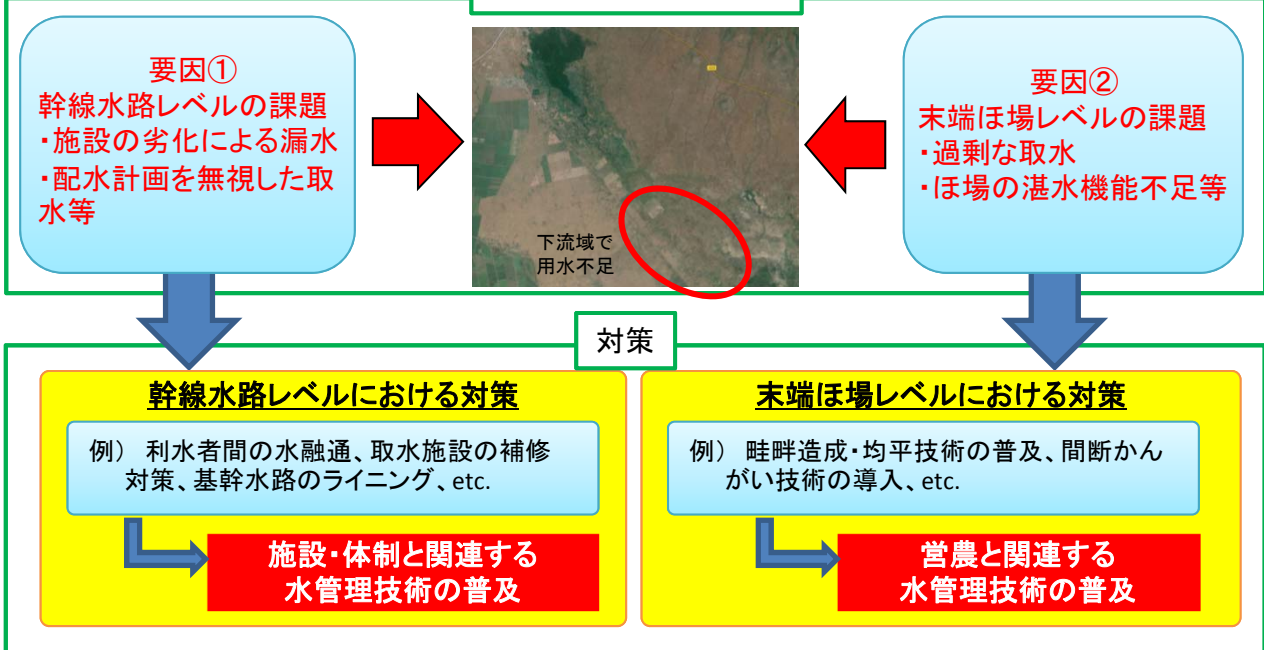 要因①
幹線水路レベルの課題
・施設の劣化による漏水
・配水計画を無視した取
水等
下流域で
用水不足
要因②
末端ほ場レベルの課題
・過剰な取水
・ほ場の湛水機能不足等
対策
幹線水路レベルにおける対策
例） 利水者間の水融通、取水施設の補修
対策、基幹水路のライニング、etc.
施設・体制と関連する
水管理技術の普及
末端ほ場レベルにおける対策
例） 畦畔造成・均平技術の普及、間断かん
がい技術の導入、etc.
営農と関連する
水管理技術の普及